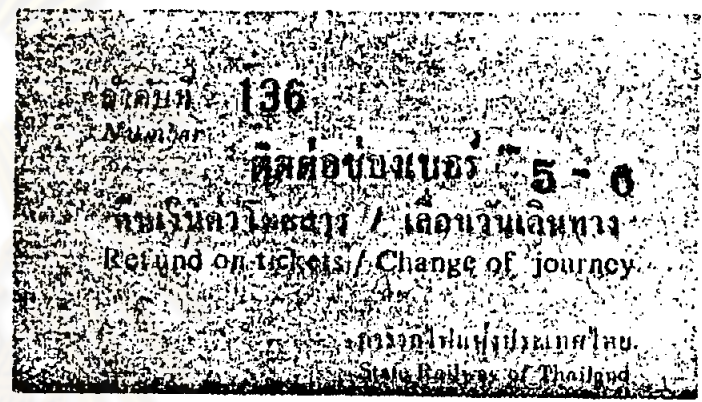 ลำดับที่ 136
Number
ติดต่อช่องเบอร์ 5 - 6
คืนเงินค่าโดยสาร / เลื่อนวันเดินทาง
Refund on tickets / Change of journey
การรถไฟแห่งประเทศไทย
State Railway of Thailand